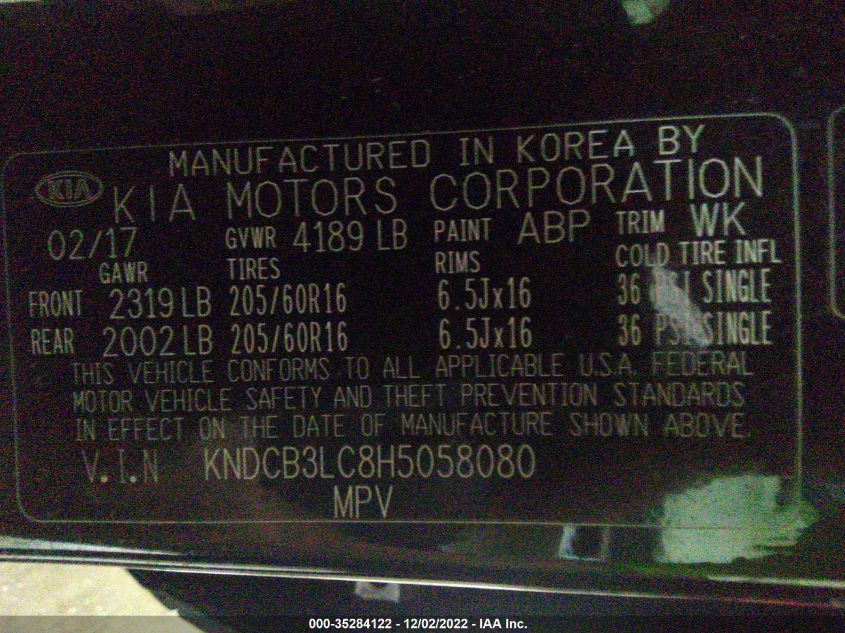 MANUFACTURED IN KOREA BY
KIA KIA MOTORS CORPORATION
02/17 GVWR 4189 LB PAINT ABP TRIM WK
GAWR TIRES RIMS COLD TIRE INFL
FRONT 2319 LB 205/60R16 6.5Jx16 36 PSI SINGLE
REAR 2002 LB 205/60R16 6.5Jx16 36 PSI SINGLE
THIS VEHICLE CONFORMS TO ALL APPLICABLE U.S.A. FEDERAL
MOTOR VEHICLE SAFETY AND THEFT PREVENTION STANDARDS
IN EFFECT ON THE DATE OF MANUFACTURE SHOWN ABOVE.
V.I.N KNDCB3LC8H5058080
MPV
000-35284122 - 12/02/2022 - IAA Inc.